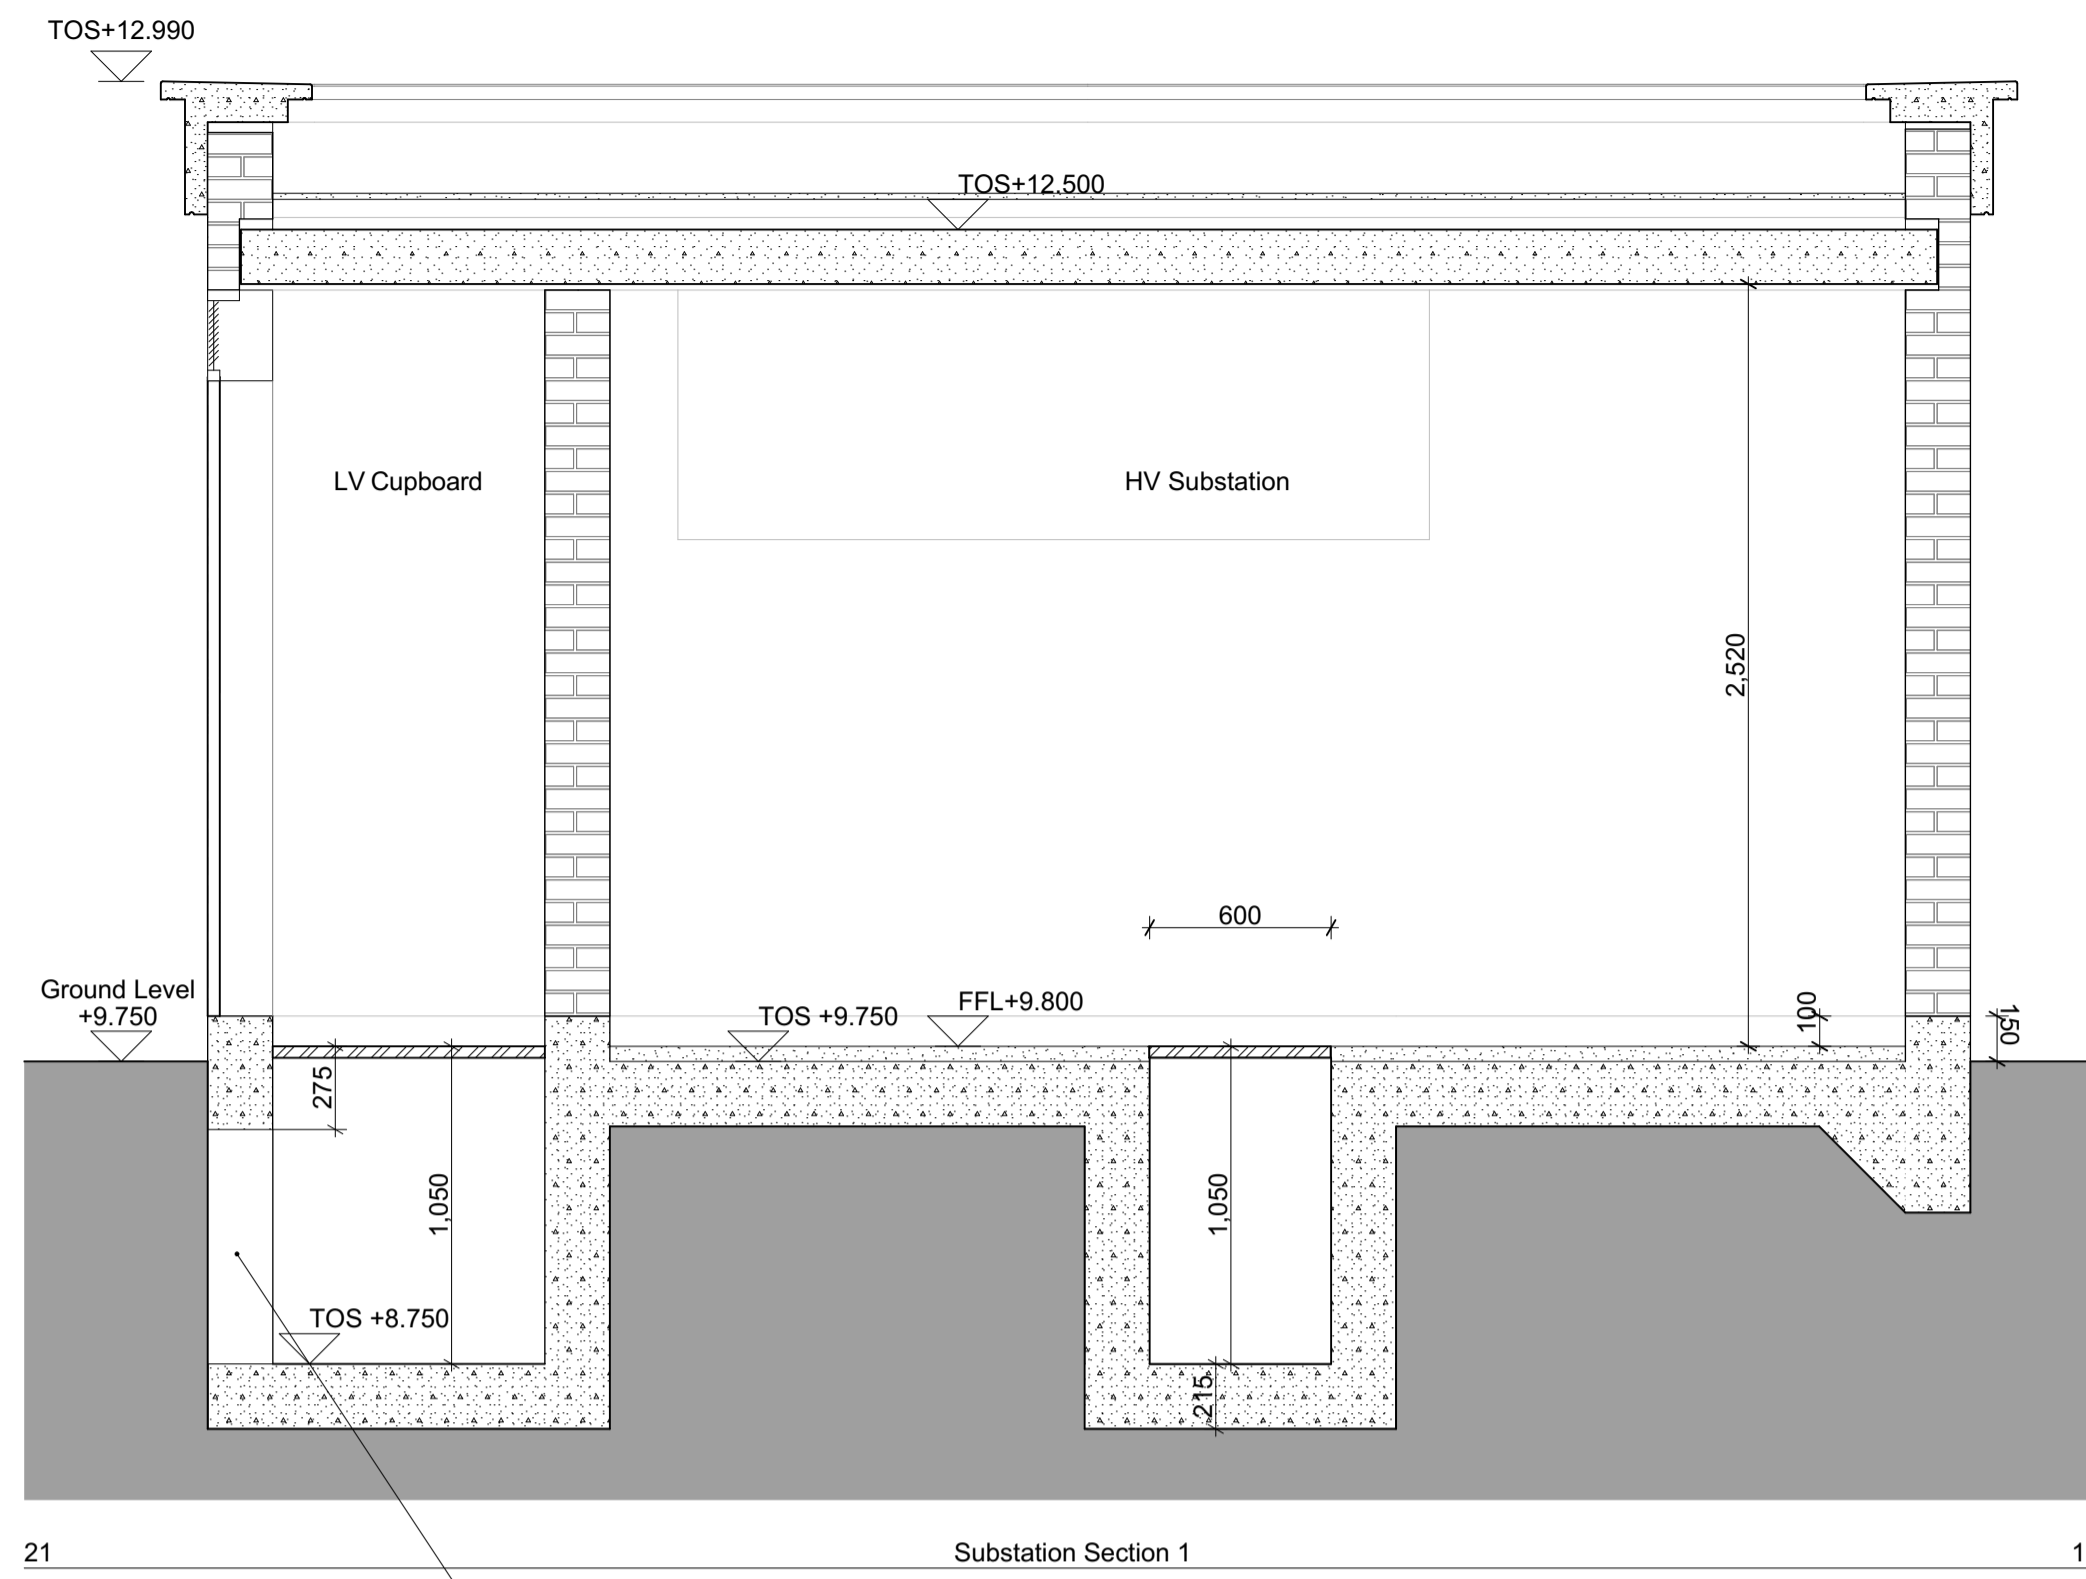 TOS+12.990
TOS+12.500
LV Cupboard
HV Substation
2,520
600
Ground Level
+9.750
TOS +9.750
FFL+9.800
100
150
275
1,050
1,050
TOS +8.750
215
21
Substation Section 1
1